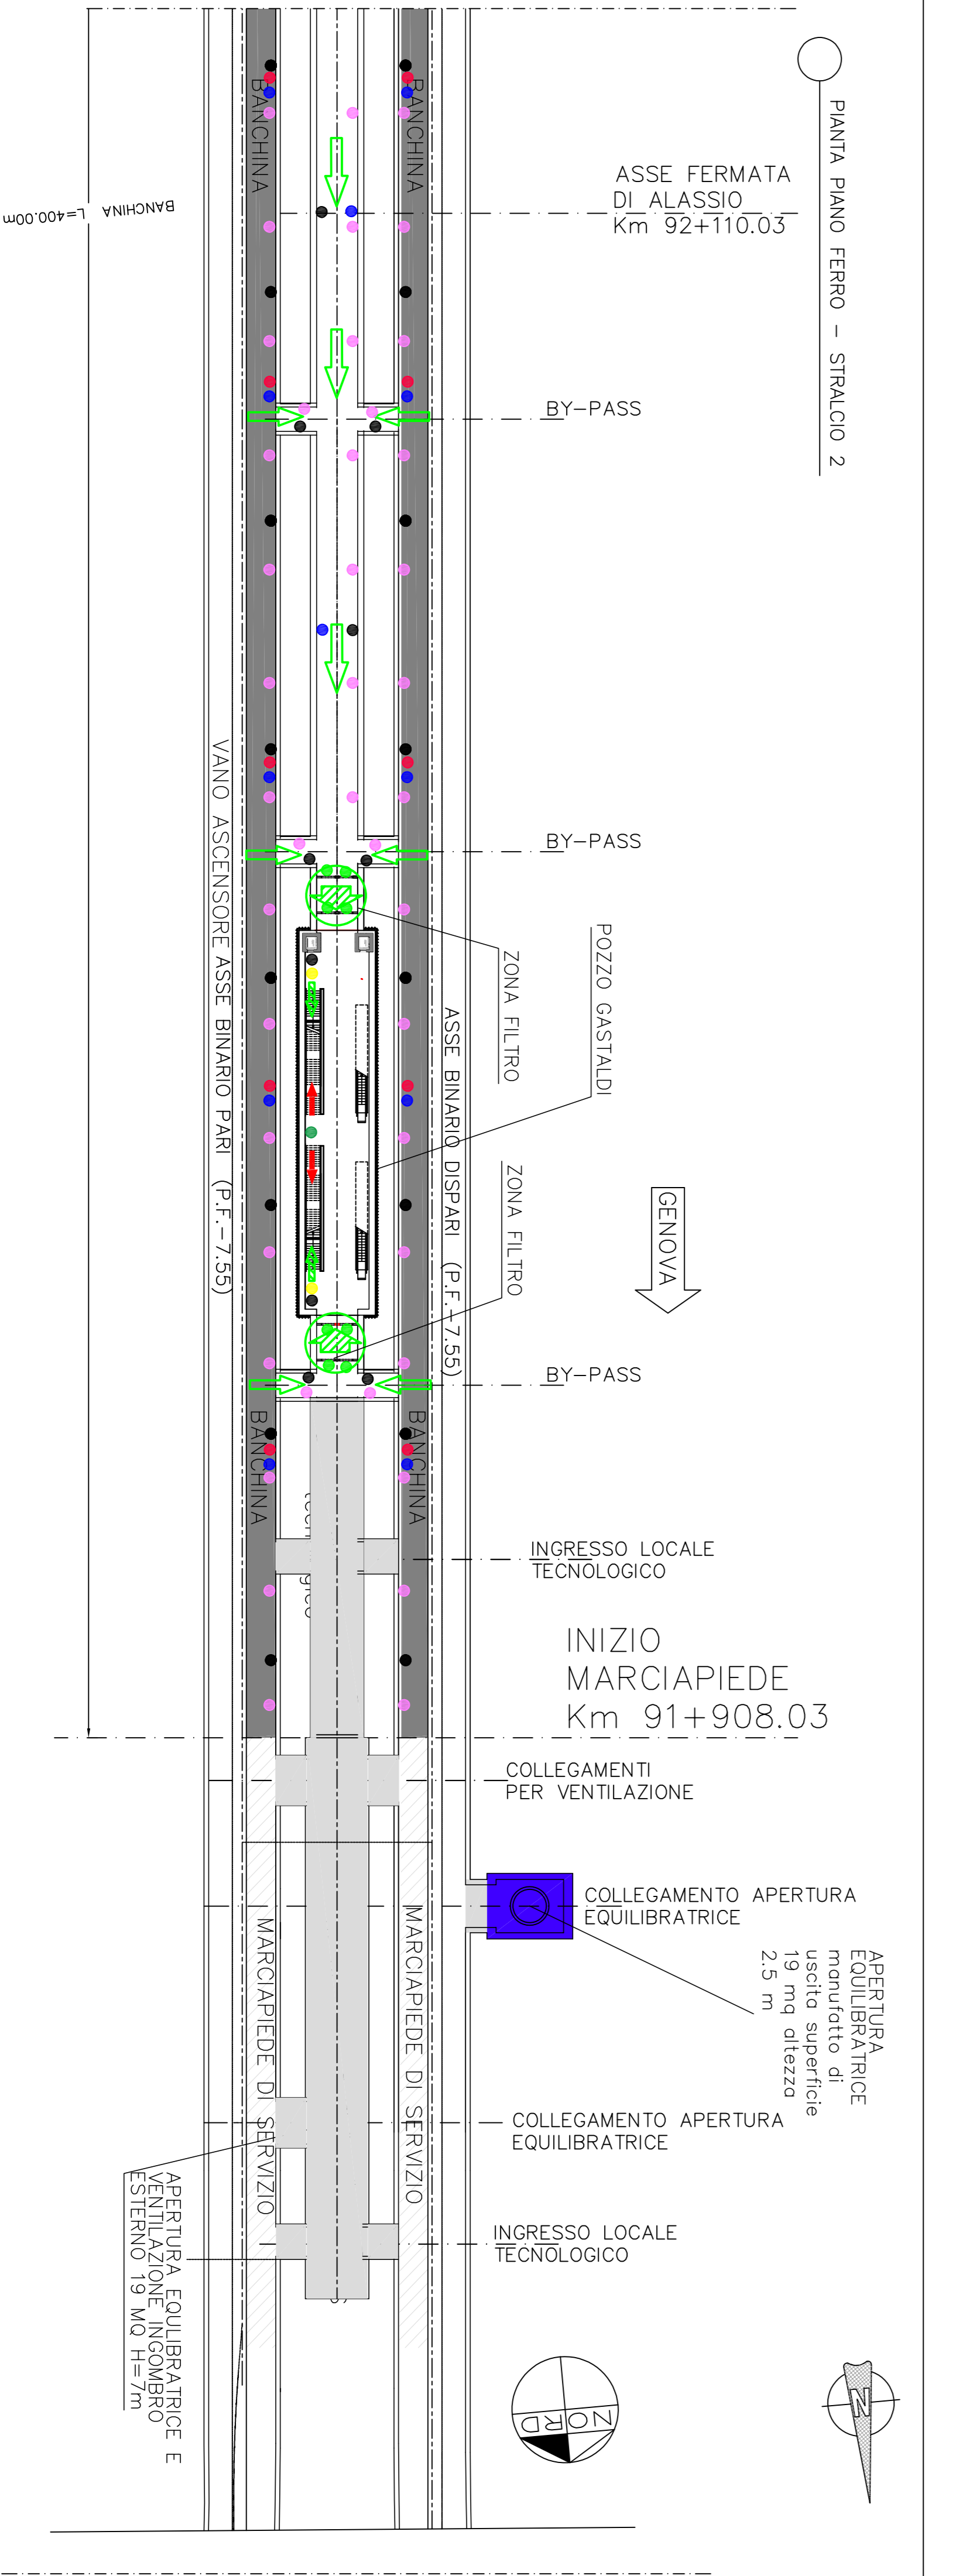 PIANTA PIANO FERRO - STRALCIO 2
BANCHINA
BANCHINA
ASSE FERMATA
DI ALASSIO
Km 92+110.03
BANCHINA L=400.00m
BY-PASS
BY-PASS
VANO ASCENSORE
ASSE BINARIO PARI (P.F.-7.55)
ZONA FILTRO
POZZO GASTALDI
ASSE BINARIO DISPARI (P.F.-7.55)
ZONA FILTRO
GENOVA
BY-PASS
BANCHINA
BANCHINA
INGRESSO LOCALE
TECNOLOGICO
INIZIO
MARCIAPIEDE
Km 91+908.03
COLLEGAMENTI
PER VENTILAZIONE
COLLEGAMENTO APERTURA
EQUILIBRATRICE
APERTURA
EQUILIBRATRICE
manufatto di
uscita superficie
19 mq altezza
2.5 m
MARCIAPIEDE DI SERVIZIO
MARCIAPIEDE DI SERVIZIO
COLLEGAMENTO APERTURA
EQUILIBRATRICE
APERTURA EQULIBRATRICE E
VENTILAZIONE INGOMBRO
ESTERNO 19 MQ H=7m
INGRESSO LOCALE
TECNOLOGICO
NORD
N